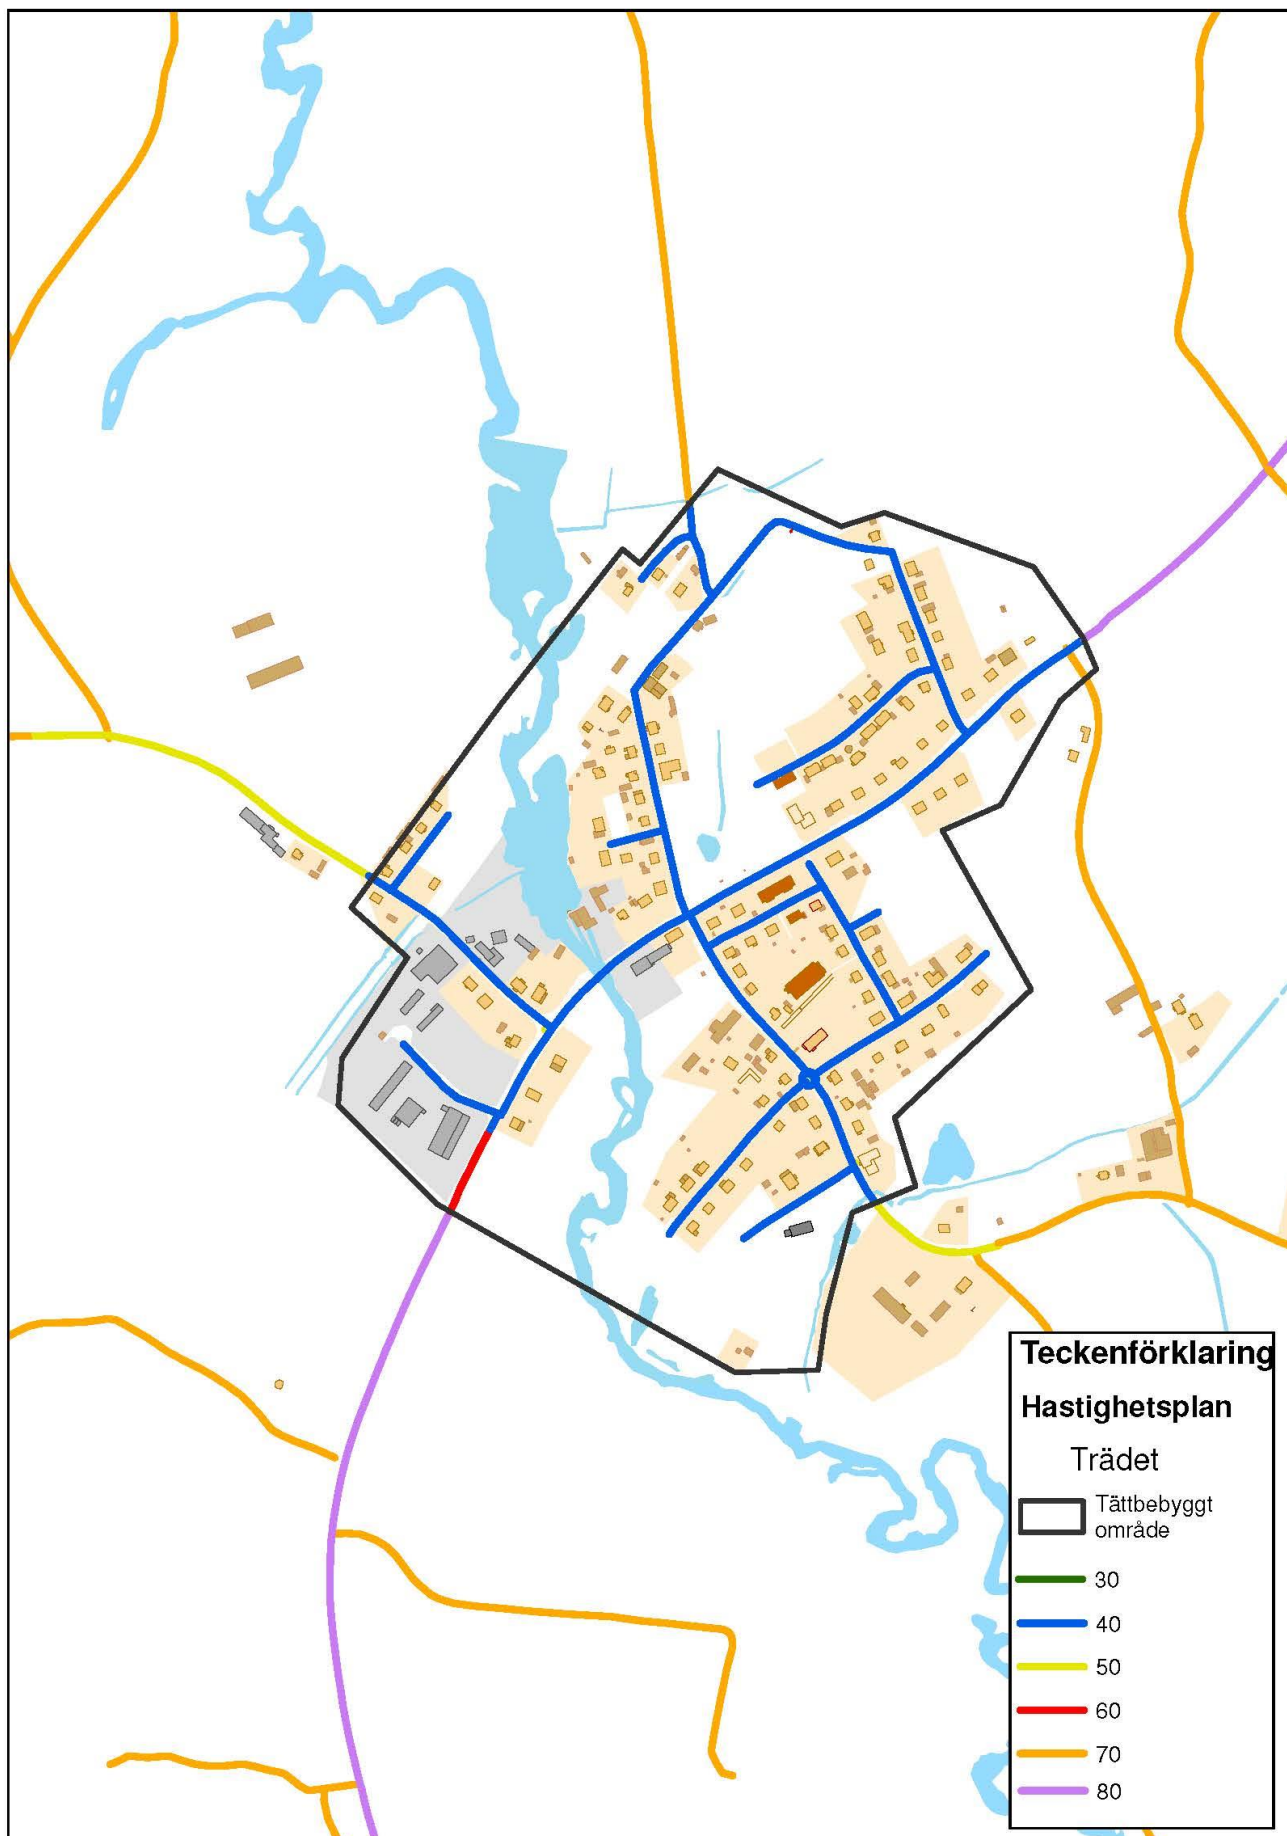 Teckenförklaring
Hastighetsplan
Trädet
Tättbebyggt
område
30
40
50
60
70
80